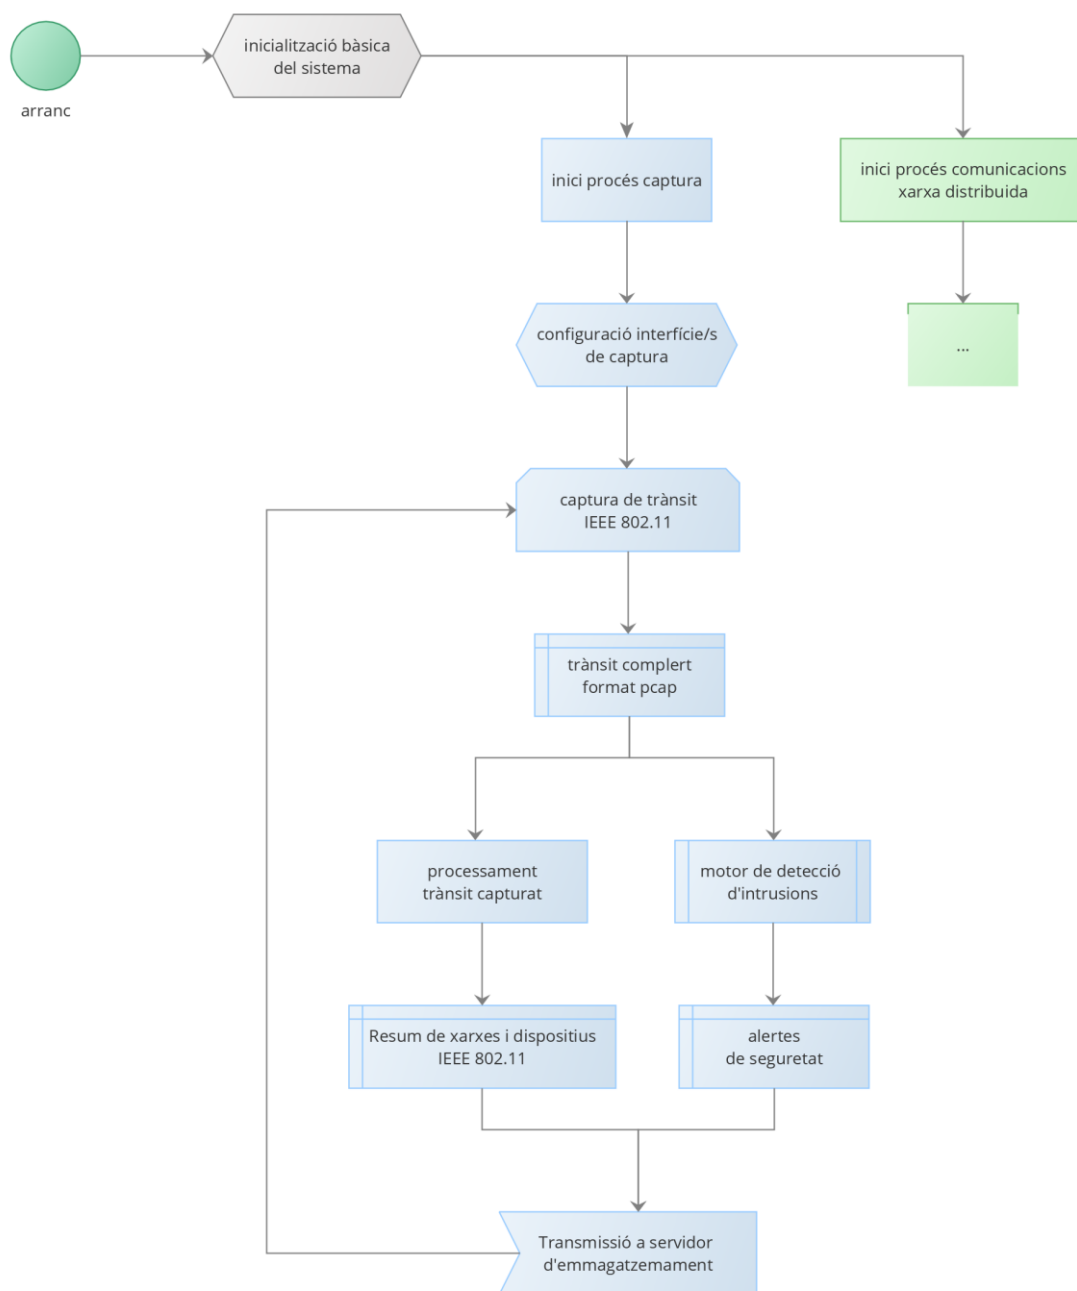 inicialització bàsica
del sistema
arranc
inici procés captura
inici procés comunicacions
xarxa distribuida
configuració interfície/s
de captura
...
captura de trànsit
IEEE 802.11
trànsit complert
format pcap
processament
trànsit capturat
motor de detecció
d'intrusions
Resum de xarxes i dispositius
IEEE 802.11
alertes
de seguretat
Transmissió a servidor
d'emmagatzemament